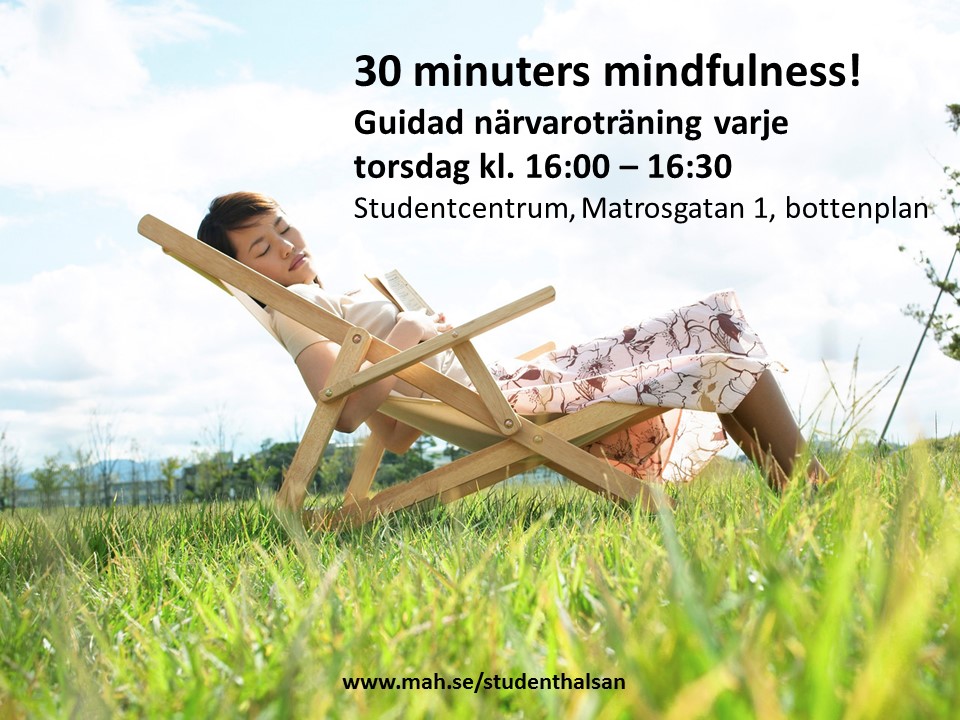 30 minuters mindfulness!
Guidad närvaroträning varje
torsdag kl. 16:00 – 16:30
Studentcentrum, Matrosgatan 1, bottenplan
www.mah.se/studenthalsan